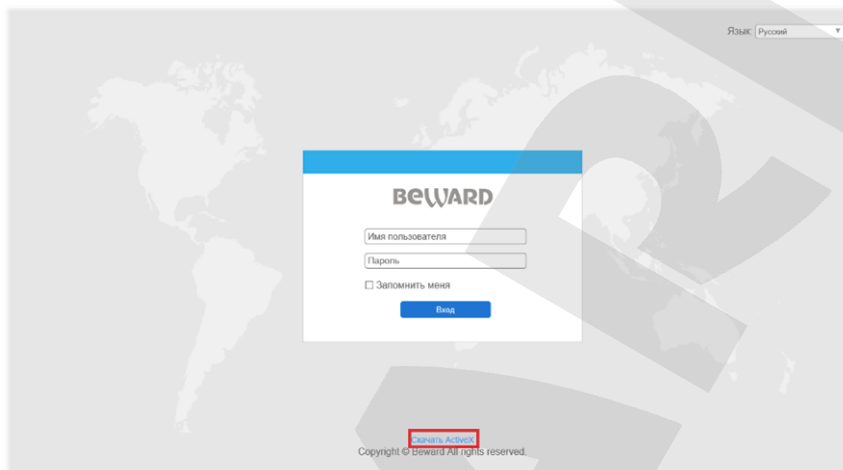 Язык: Русский
BEWARD
Имя пользователя
Пароль
Запомнить меня
Вход
Скачать ActiveX
Copyright © Beward All rights reserved.